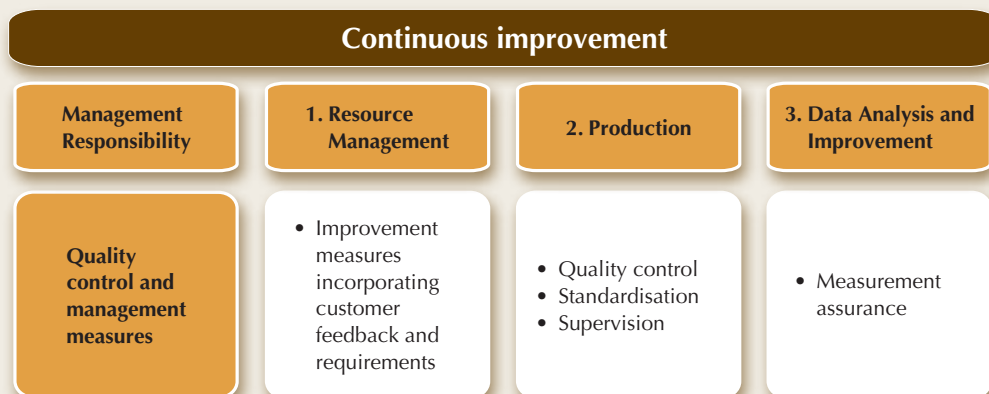 Continuous improvement
Management
Responsibility
1. Resource
Management
2. Production
3. Data Analysis and
Improvement
Quality
control and
management
measures
• Improvement
measures
incorporating
customer
feedback and
requirements
• Quality control
• Standardisation
• Supervision
• Measurement
assurance